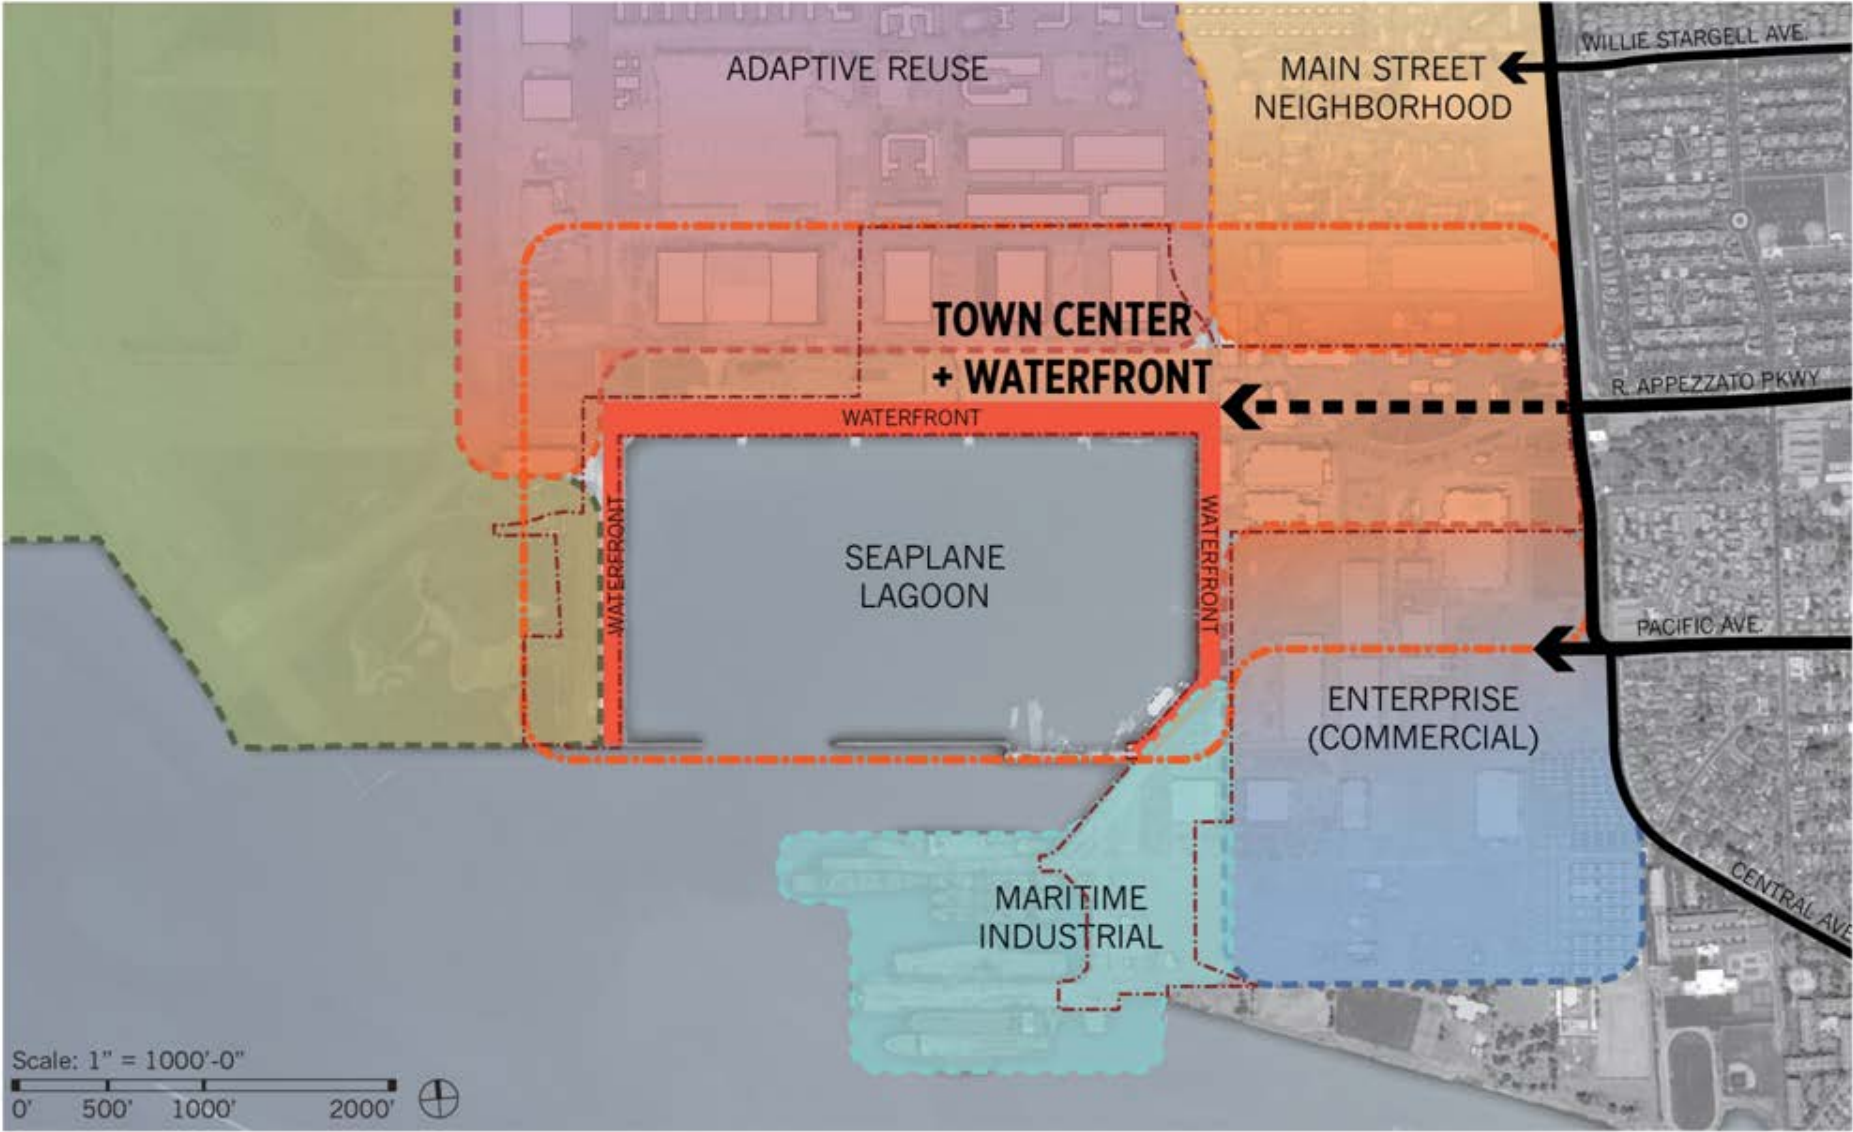 WILLIE STARGELL AVE.
ADAPTIVE REUSE
MAIN STREET
NEIGHBORHOOD
TOWN CENTER
+ WATERFRONT
R. APPEZZATO PKWY
WATERFRONT
WATERFRONT
WATERFRONT
SEAPLANE
LAGOON
PACIFIC AVE.
ENTERPRISE
(COMMERCIAL)
MARITIME
INDUSTRIAL
CENTRAL AVE
Scale: 1" = 1000'-0"
0' 500' 1000' 2000'